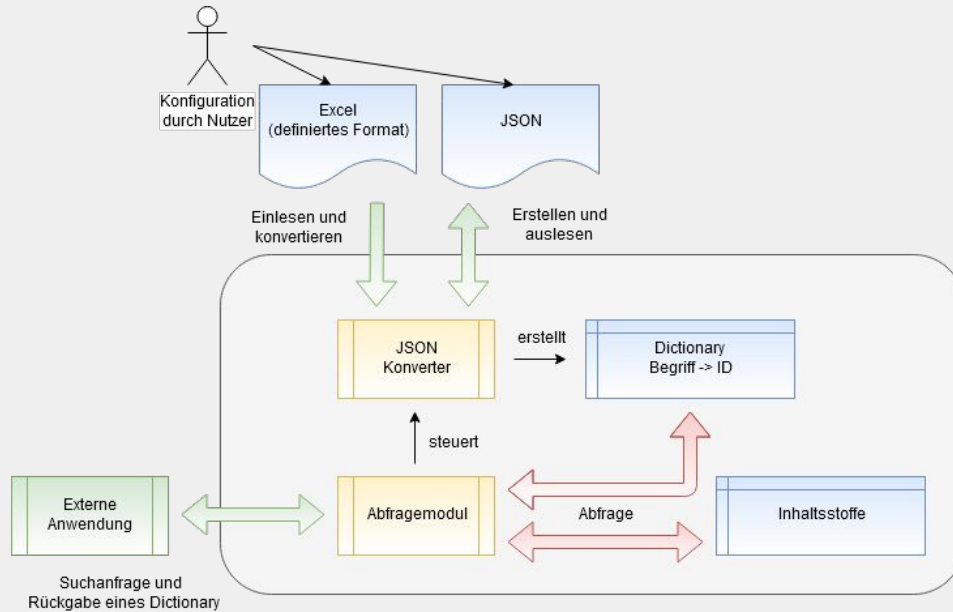 Konfiguration
durch Nutzer
Excel
(definiertes Format)
JSON
Einlesen und
konvertieren
Erstellen und
auslesen
JSON
Konverter
erstellt
Dictionary
Begriff -> ID
steuert
Externe
Anwendung
Abfragemodul
Abfrage
Inhaltsstoffe
Suchanfrage und
Rückgabe eines Dictionary